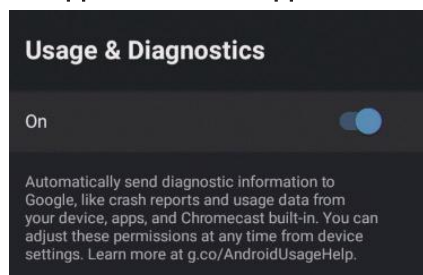 Usage & Diagnostics
On
Automatically send diagnostic information to
Google, like crash reports and usage data from
your device, apps, and Chromecast built-in. You can
adjust these permissions at any time from device
settings. Learn more at g.co/AndroidUsageHelp.